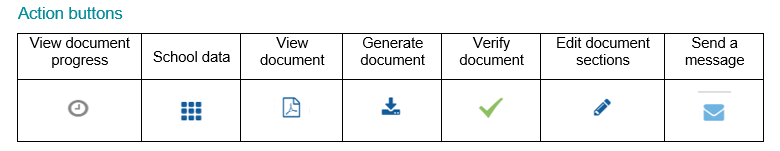 Action buttons
View document progress
School data
View document
Generate document
Verify document
Edit document sections
Send a message